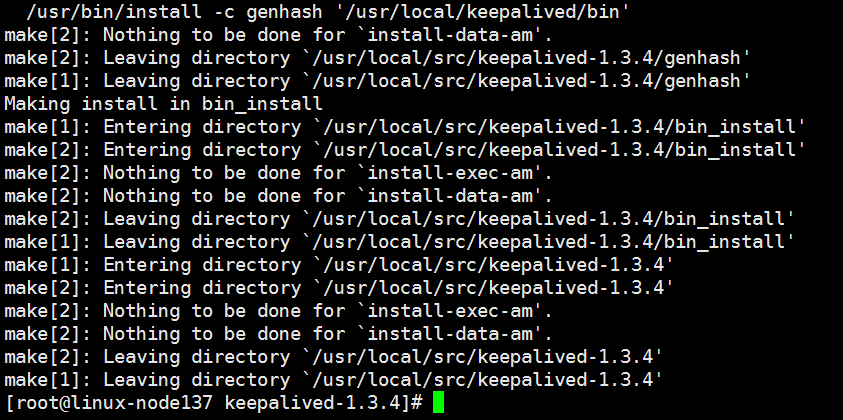 /usr/bin/install -c genhash '/usr/local/keepalived/bin'
make[2]: Nothing to be done for `install-data-am'.
make[2]: Leaving directory `/usr/local/src/keepalived-1.3.4/genhash'
make[1]: Leaving directory `/usr/local/src/keepalived-1.3.4/genhash'
Making install in bin_install
make[1]: Entering directory `/usr/local/src/keepalived-1.3.4/bin_install'
make[2]: Entering directory `/usr/local/src/keepalived-1.3.4/bin_install'
make[2]: Nothing to be done for `install-exec-am'.
make[2]: Nothing to be done for `install-data-am'.
make[2]: Leaving directory `/usr/local/src/keepalived-1.3.4/bin_install'
make[1]: Leaving directory `/usr/local/src/keepalived-1.3.4/bin_install'
make[1]: Entering directory `/usr/local/src/keepalived-1.3.4'
make[2]: Entering directory `/usr/local/src/keepalived-1.3.4'
make[2]: Nothing to be done for `install-exec-am'.
make[2]: Nothing to be done for `install-data-am'.
make[2]: Leaving directory `/usr/local/src/keepalived-1.3.4'
make[1]: Leaving directory `/usr/local/src/keepalived-1.3.4'
[root@linux-node137 keepalived-1.3.4]#